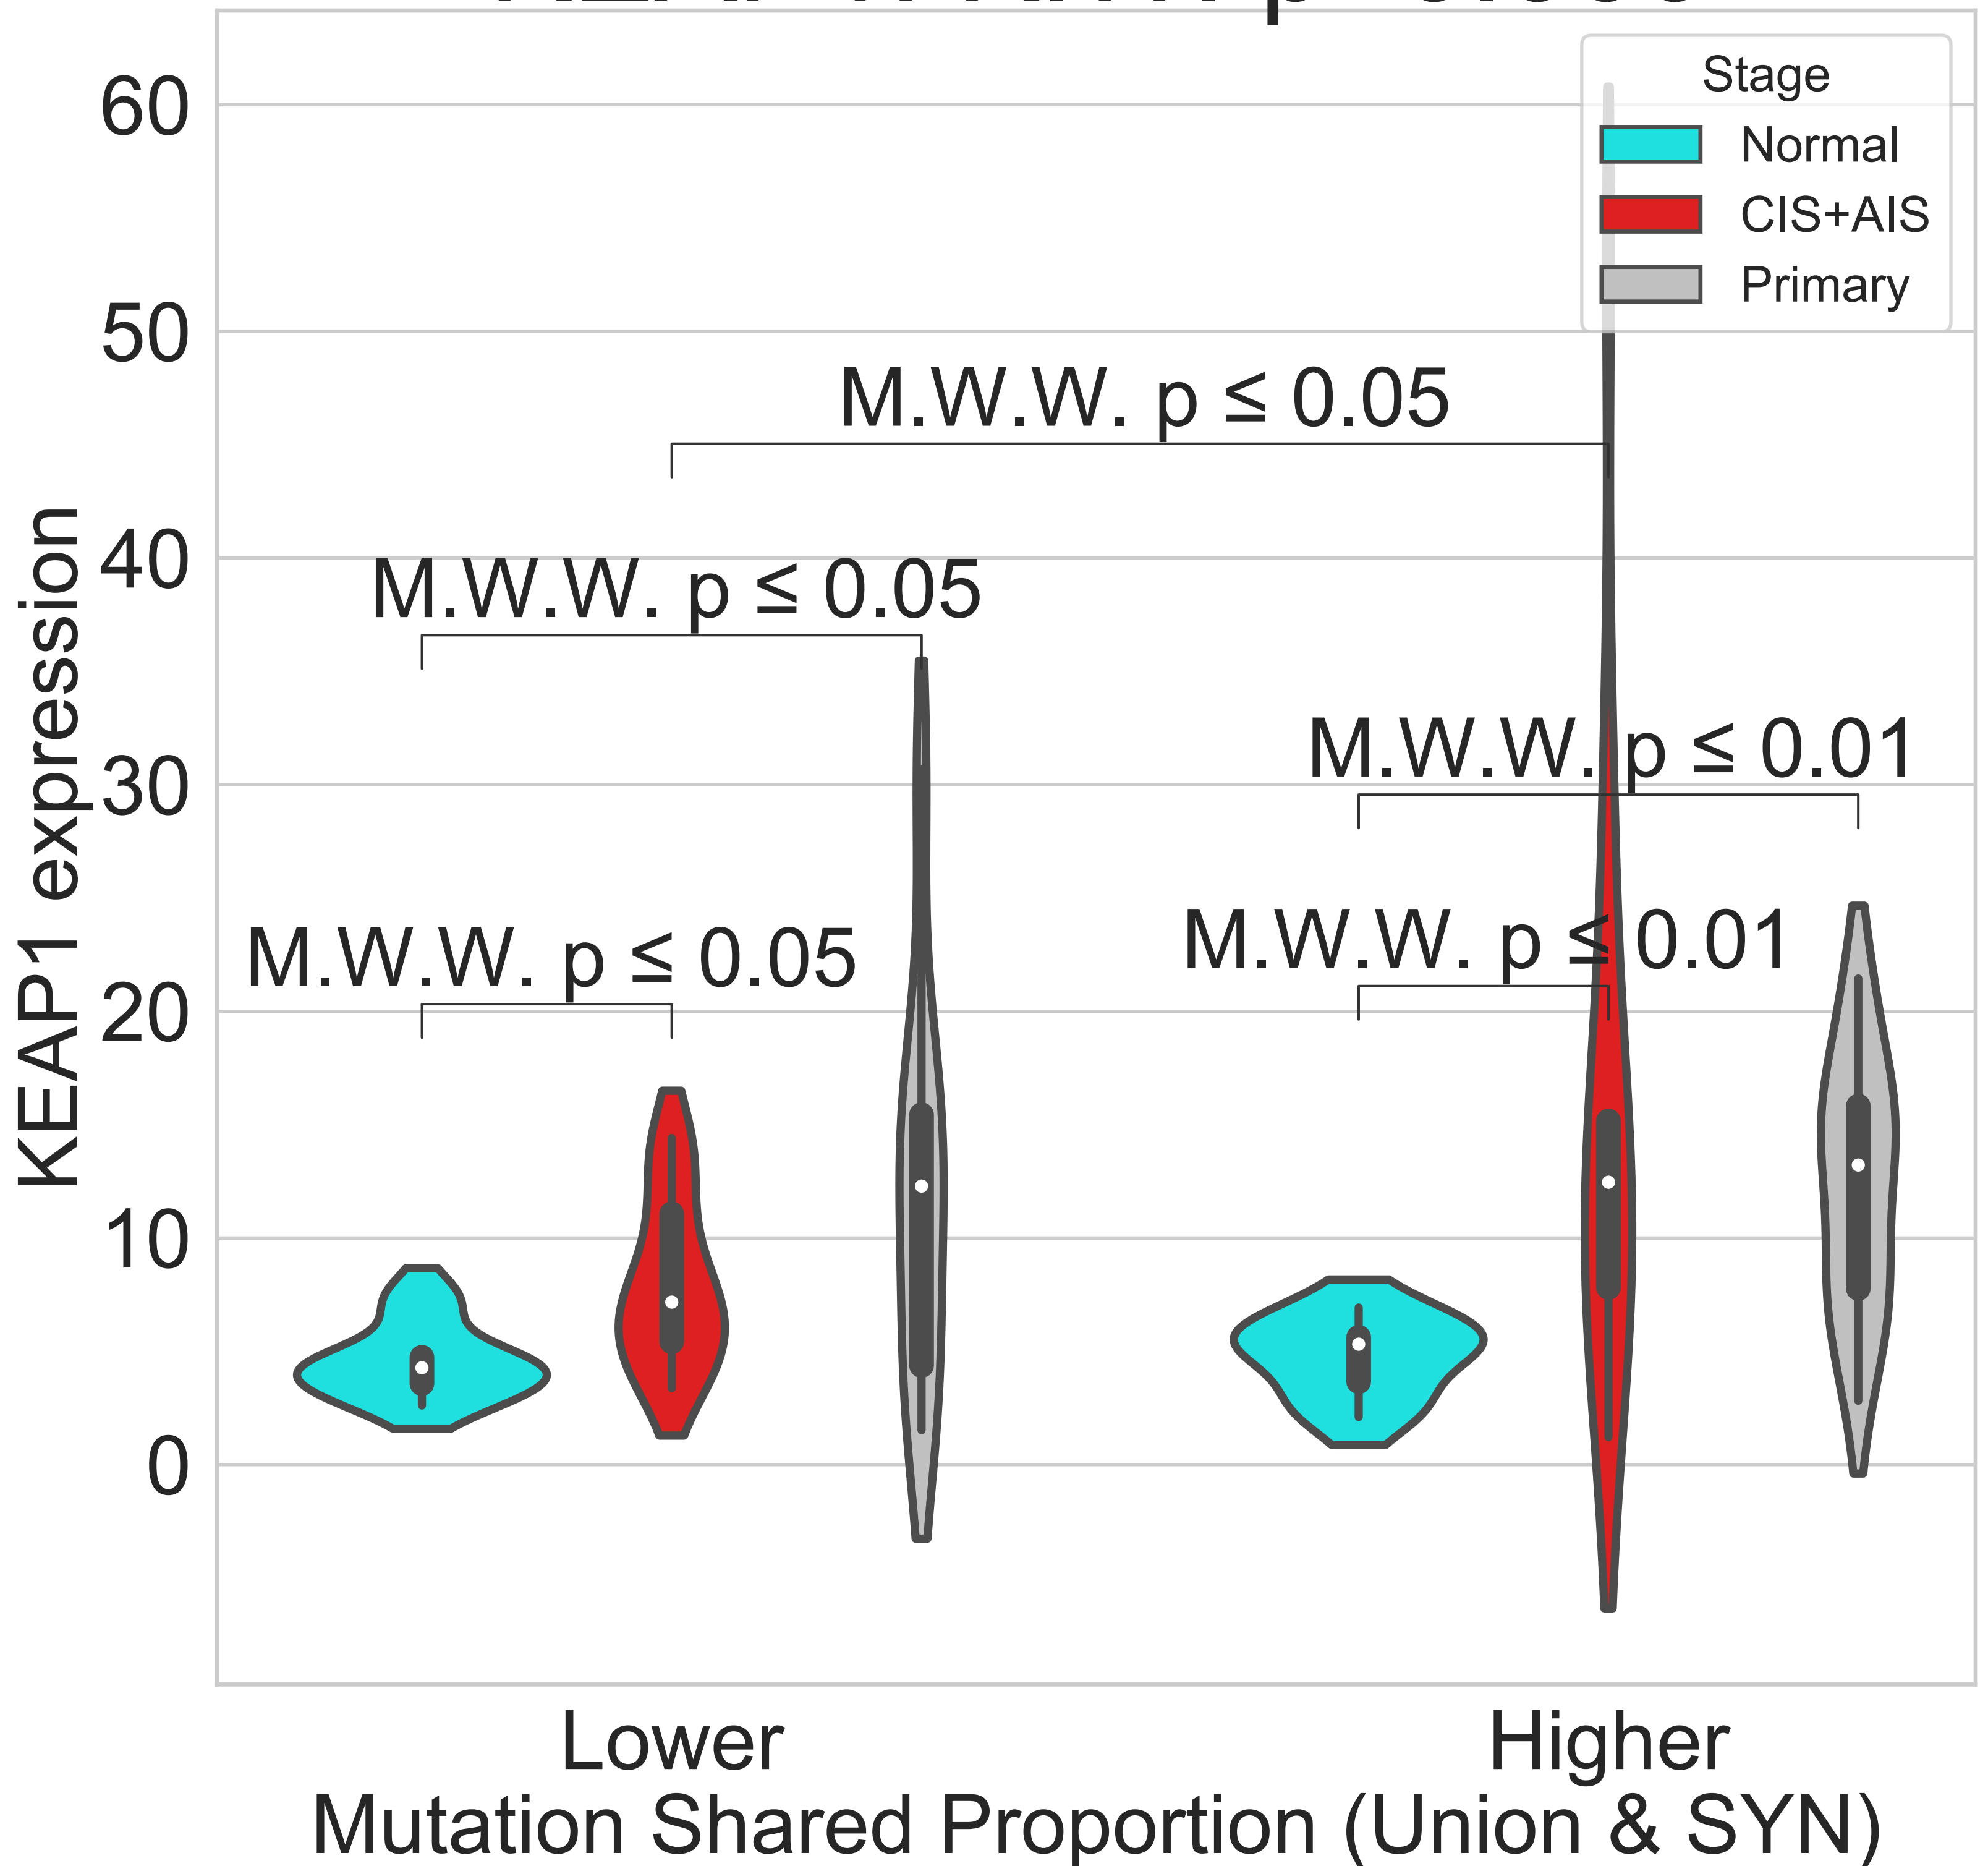 Stage
Normal
CIS+AIS
Primary
60
50
40
30
20
10
0
KEAP1 expression
M.W.W. p ≤ 0.05
M.W.W. p ≤ 0.05
M.W.W. p ≤ 0.01
M.W.W. p ≤ 0.05
M.W.W. p ≤ 0.01
Lower
Higher
Mutation Shared Proportion (Union & SYN)